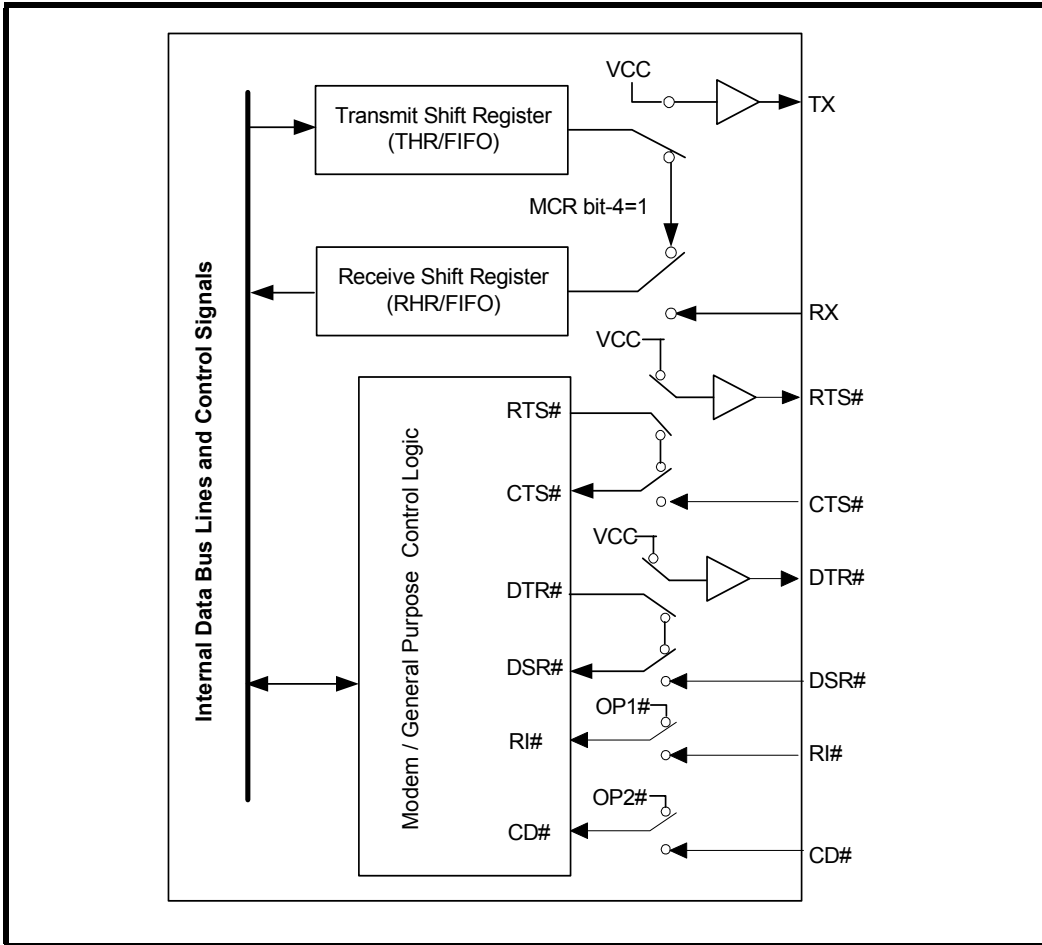 VCC
TX
Transmit Shift Register
(THR/FIFO)
MCR bit-4=1
Receive Shift Register
(RHR/FIFO)
RX
VCC
RTS#
RTS#
CTS#
CTS#
VCC
DTR#
DTR#
DSR#
DSR#
OP1#
RI#
RI#
OP2#
CD#
CD#
Internal Data Bus Lines and Control Signals
Modem / General Purpose Control Logic